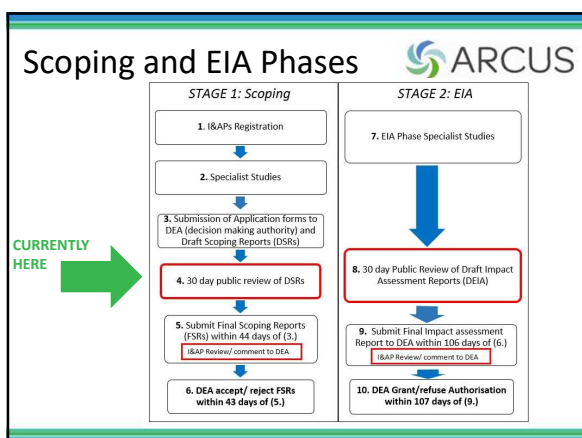 Scoping and EIA Phases
ARCUS
STAGE 1: Scoping
1. I&APs Registration
2. Specialist Studies
3. Submission of Application forms to
DEA (decision making authority) and
Draft Scoping Reports (DSRs)
CURRENTLY
HERE
4. 30 day public review of DSRs
5. Submit Final Scoping Reports
(FSRs) within 44 days of (3.)
I&AP Review/ comment to DEA
6. DEA accept/ reject FSRs
within 43 days of (5.)
STAGE 2: EIA
7. EIA Phase Specialist Studies
8. 30 day Public Review of Draft Impact
Assessment Reports (DEIA)
9. Submit Final Impact assessment
Report to DEA within 106 days of (6.)
I&AP Review/ comment to DEA
10. DEA Grant/refuse Authorisation
within 107 days of (9.)